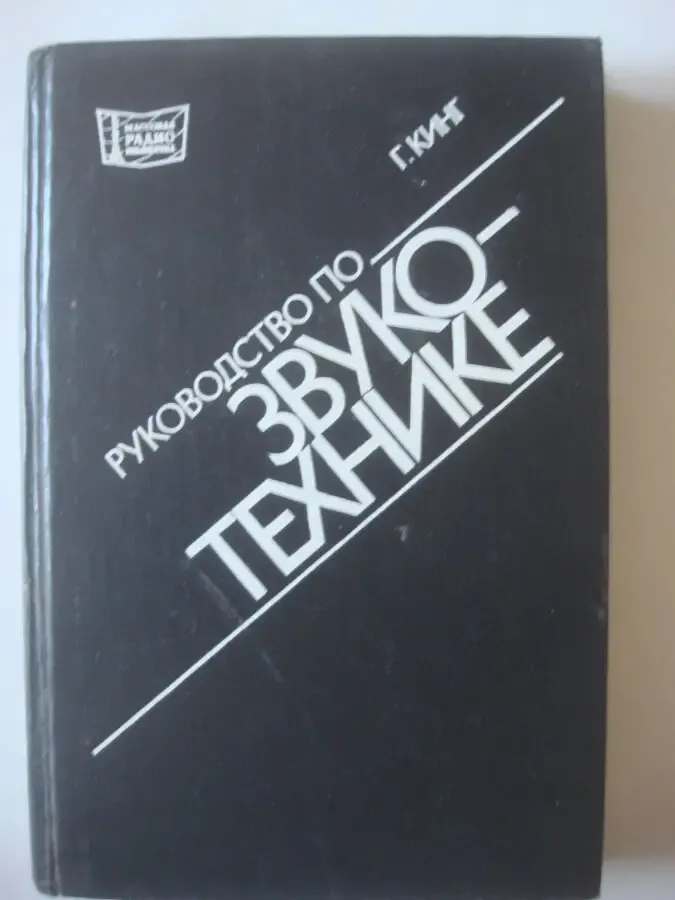 МАССОВАЯ
РАДИО
БИБЛИОТЕКА
Г. КИНГ
РУКОВОДСТВО ПО
ЗВУКО-
ТЕХНИКЕ